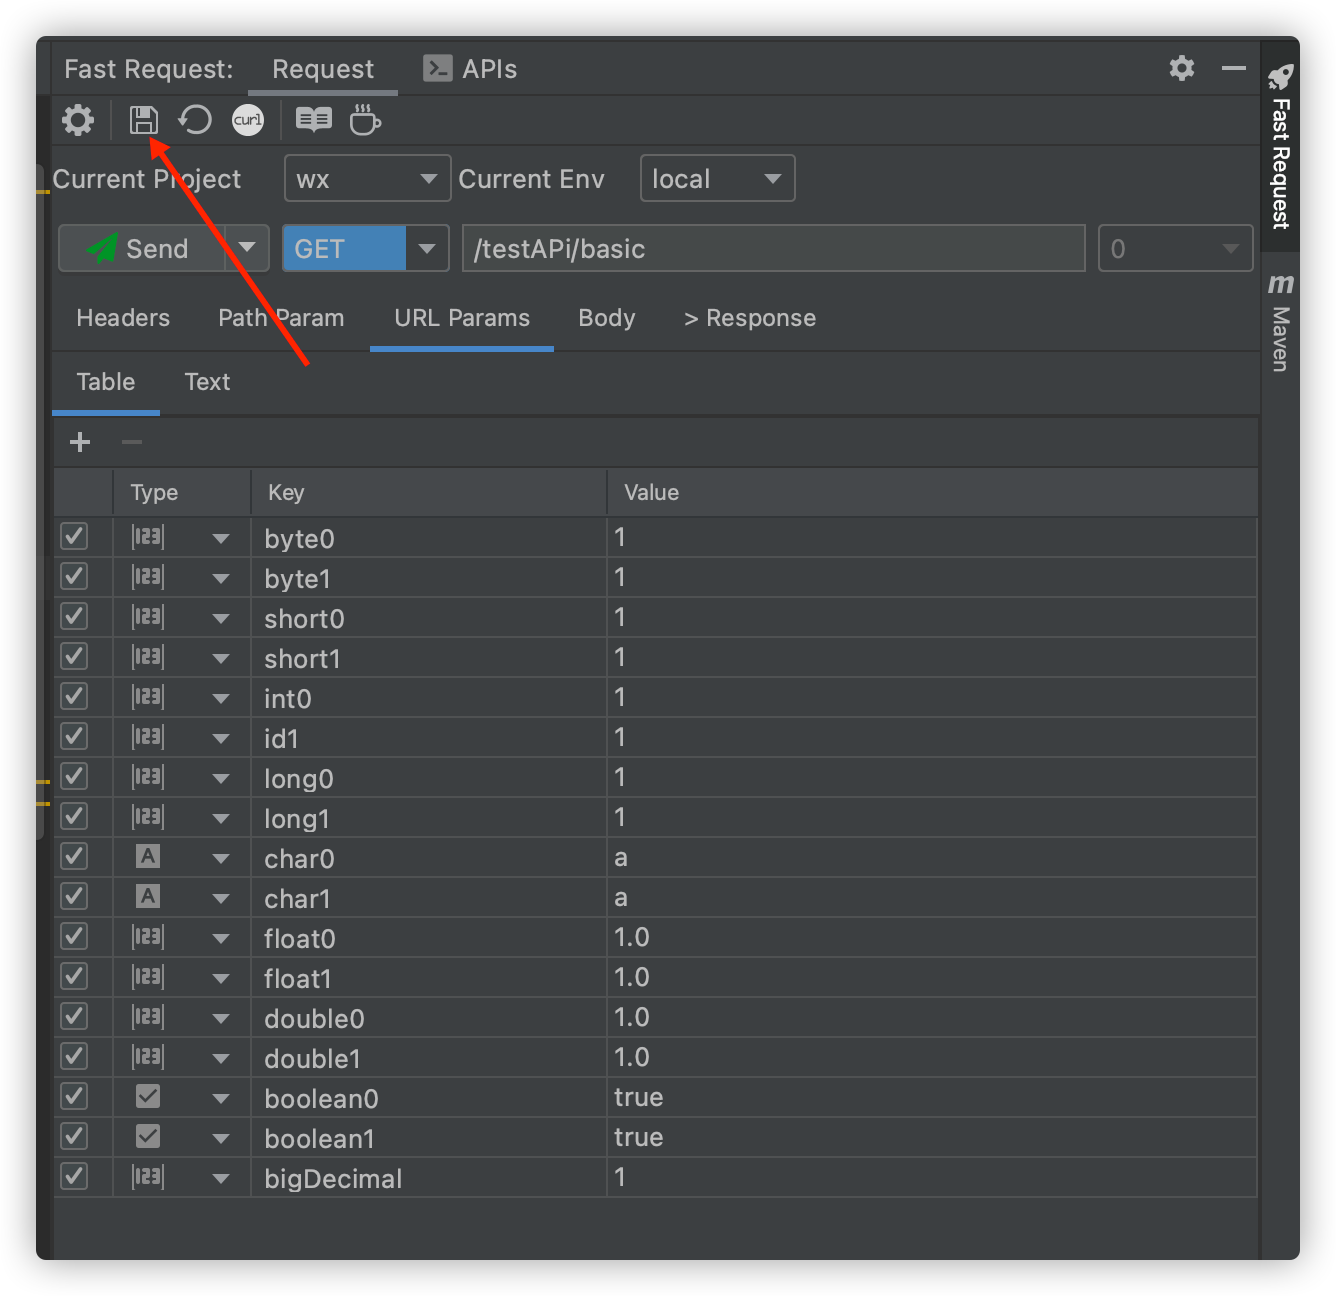 Fast Request: Request APIs
curl
Current Project wx Current Env local
Send GET /testAPi/basic 0
Headers Path Param URL Params Body > Response
Table Text
Type Key Value
123 byte0 1
123 byte1 1
123 short0 1
123 short1 1
123 int0 1
123 id1 1
123 long0 1
123 long1 1
A char0 a
A char1 a
123 float0 1.0
123 float1 1.0
123 double0 1.0
123 double1 1.0
boolean0 true
boolean1 true
123 bigDecimal 1
Fast Request
m Maven